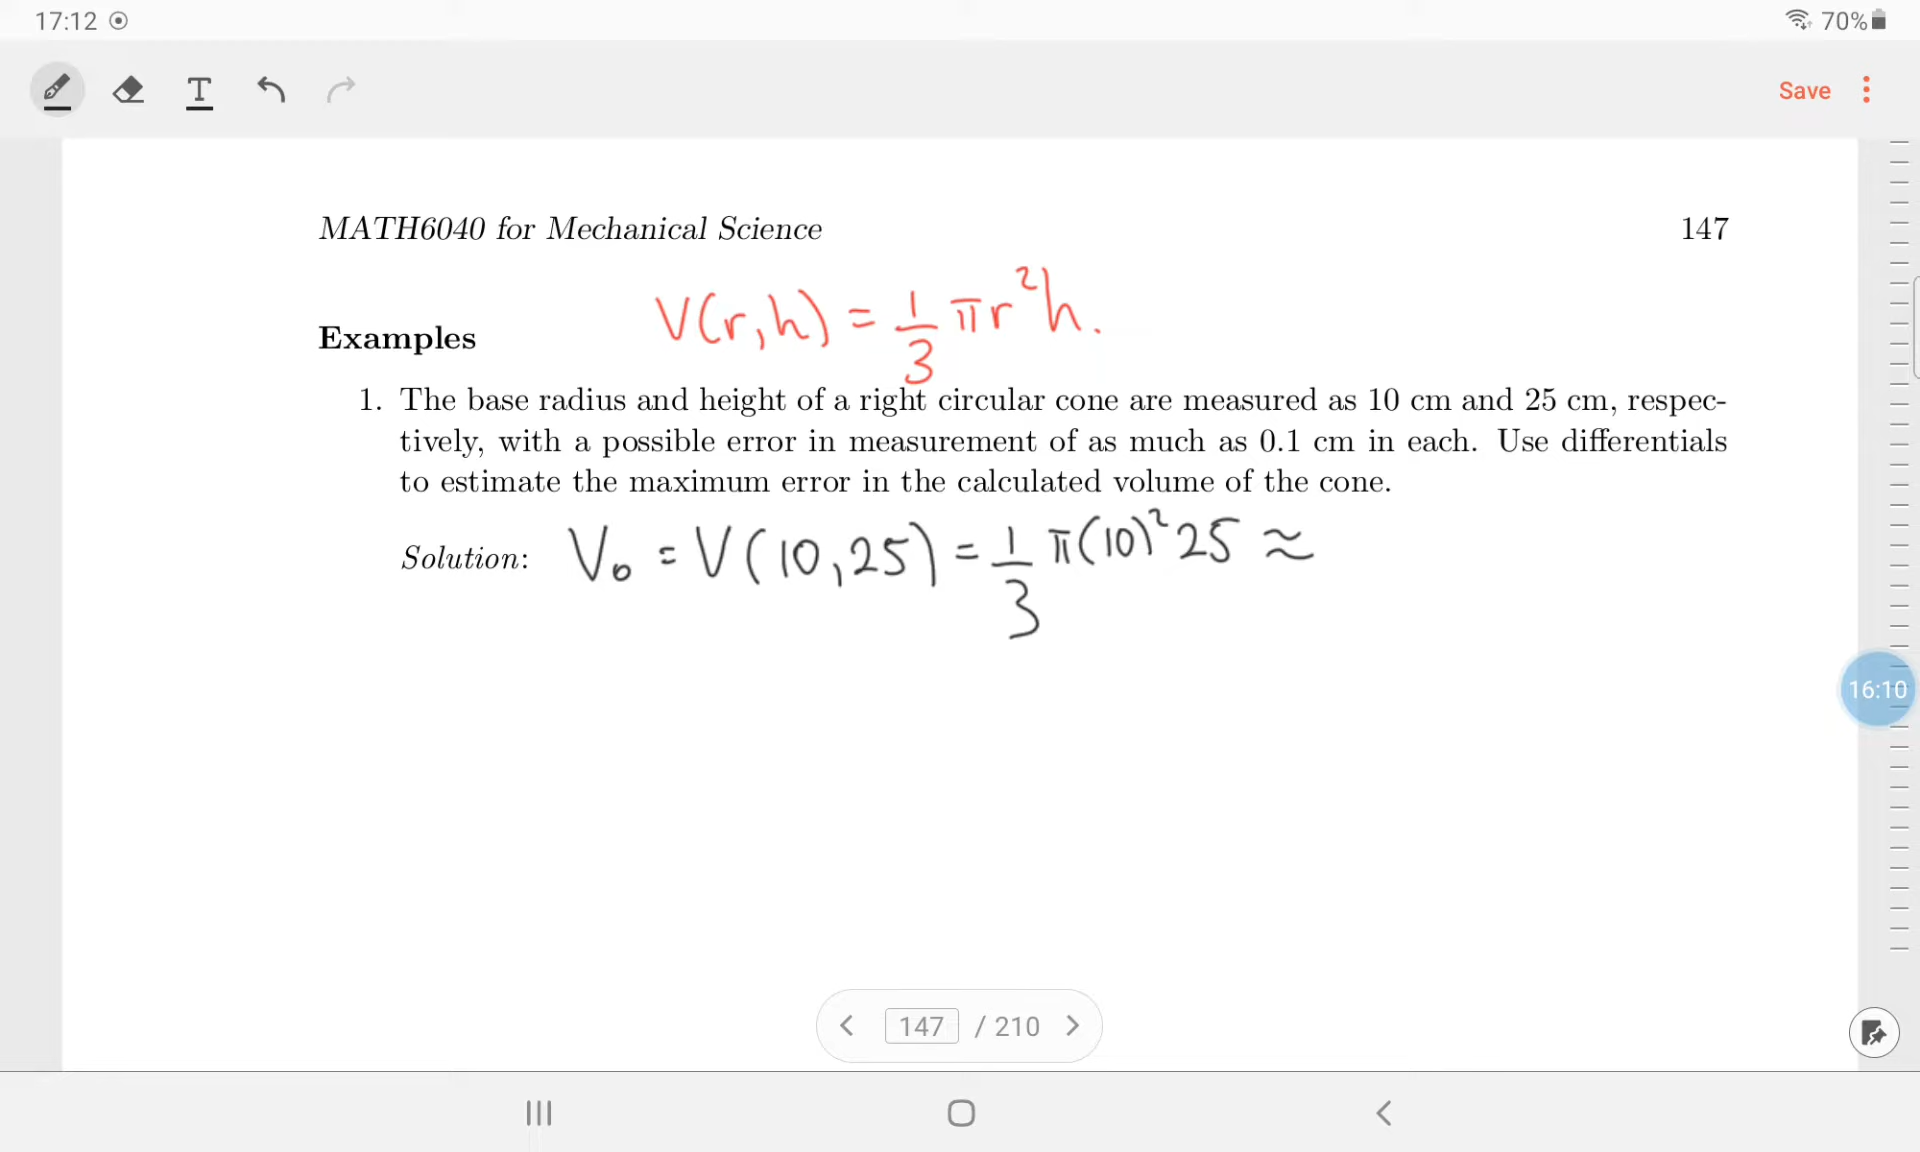 17:12
70%
T
Save
MATH6040 for Mechanical Science
147
V(r,h) = 1/3 πr²h.
Examples
1. The base radius and height of a right circular cone are measured as 10 cm and 25 cm, respec-
tively, with a possible error in measurement of as much as 0.1 cm in each. Use differentials
to estimate the maximum error in the calculated volume of the cone.
Solution: V₀ = V(10,25) = 1/3 π(10)² 25 ≈
16:10
147 / 210